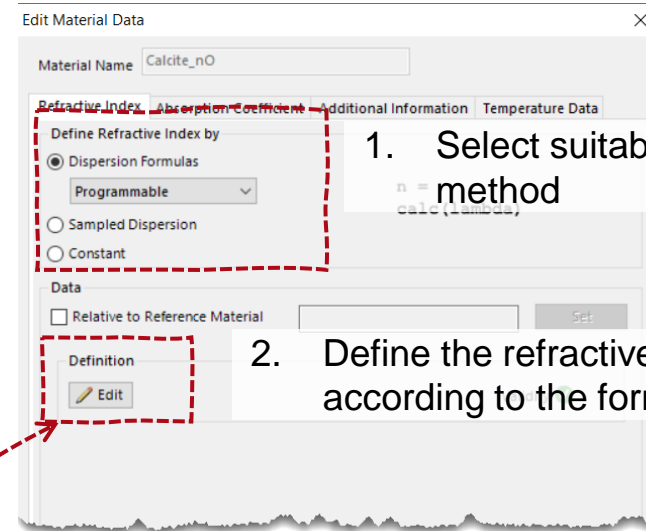 Edit Material Data
Material Name Calcite_nO
Refractive Index Absorption Coefficient Additional Information Temperature Data
Define Refractive Index by
Dispersion Formulas
Programmable
Sampled Dispersion
Constant
1. Select suitab
method
n =
calc(lambda)
Data
Relative to Reference Material Set
Definition
Edit
2. Define the refractive
according to the for